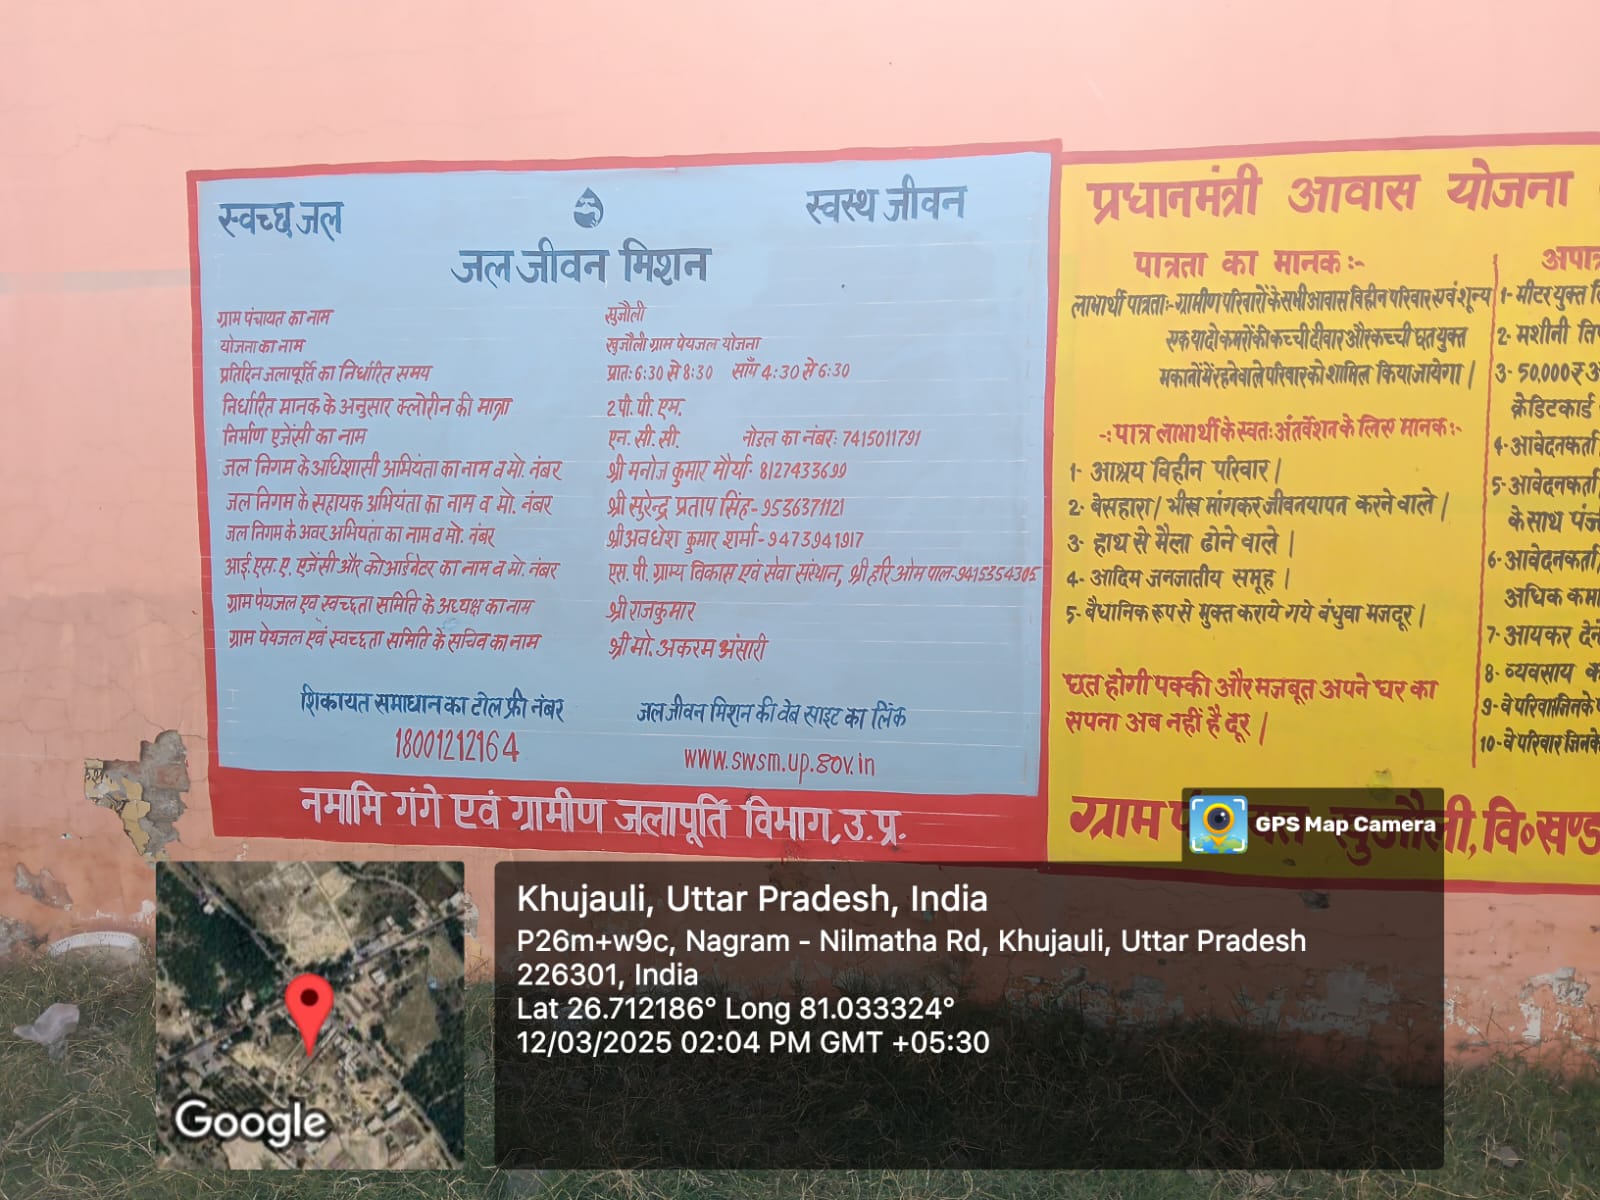 स्वच्छ जल
स्वस्थ जीवन
जल जीवन मिशन
ग्राम पंचायत का नाम खुजौली
योजना का नाम खुजौली ग्राम पेयजल योजना
प्रतिदिन जलापूर्ति का निर्धारित समय प्रातः 6:30 से 8:30 साँय 4:30 से 6:30
निर्धारित मानक के अनुसार क्लोरीन की मात्रा 2 पी. पी. एम.
निर्माण एजेंसी का नाम एन. सी. सी. नोडल का नंबर: 7415011791
जल निगम के अधिशासी अभियंता का नाम व मो. नंबर श्री मनोज कुमार मौर्या- 8127433699
जल निगम के सहायक अभियंता का नाम व मो. नंबर श्री सुरेन्द्र प्रताप सिंह- 9536371121
जल निगम के अवर अभियंता का नाम व मो. नंबर श्री अवधेश कुमार शर्मा- 9473941917
आई एस. ए. एजेंसी और कोआर्डिनेटर का नाम व मो. नंबर एस. पी. ग्राम्य विकास एवं सेवा संस्थान, श्री हरि ओम पाल-9415354305
ग्राम पेयजल एवं स्वच्छता समिति के अध्यक्ष का नाम श्री राजकुमार
ग्राम पेयजल एवं स्वच्छता समिति के सचिव का नाम श्री मो. अकरम अंसारी
शिकायत समाधान का टोल फ्री नंबर
18001212164
जल जीवन मिशन की वेब साइट का लिंक
www.swsm.up.gov.in
नमामि गंगे एवं ग्रामीण जलापूर्ति विभाग, उ. प्र.
प्रधानमंत्री आवास योजना
पात्रता का मानक :-
लाभार्थी पात्रताः- ग्रामीण परिवारों के सभी आवास विहीन परिवार एवं शून्य
एक या दो कमरों की कच्ची दीवार और कच्ची छत युक्त
मकानों में रहने वाले परिवार को शामिल किया जायेगा |
-: पात्र लाभार्थी के स्वतः अंतर्वेशन के लिए मानक :-
1- आश्रय विहीन परिवार |
2- बेसहारा / भीख मांगकर जीवनयापन करने वाले |
3- हाथ से मैला ढोने वाले |
4- आदिम जनजातीय समूह |
5- वैधानिक रूप से मुक्त कराये गये बंधुवा मजदूर |
छत होगी पक्की और मजबूत अपने घर का
सपना अब नहीं है दूर |
अपात्र
1- मीटर युक्त
2- मशीनी
3- 50,000 ₹
क्रेडिट कार्ड
4- आवेदनकर्ता
5- आवेदनकर्ता
के साथ
6- आवेदनकर्ता
अधिक
7- आयकर
8- व्यवसाय
9- वे परिवार जिनके
10- वे परिवार जिनके
ग्राम खुजौली, वि० खण्ड
GPS Map Camera
Khujauli, Uttar Pradesh, India
P26m+w9c, Nagram - Nilmatha Rd, Khujauli, Uttar Pradesh
226301, India
Lat 26.712186° Long 81.033324°
12/03/2025 02:04 PM GMT +05:30
Google